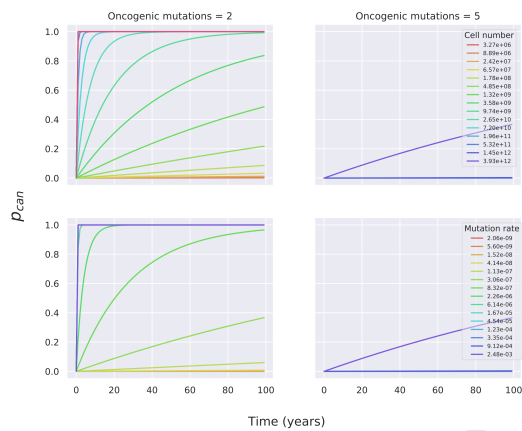 Oncogenic mutations = 2
Oncogenic mutations = 5
1.0
0.8
0.6
0.4
0.2
0.0
Cell number
3.27e+06
8.89e+06
2.42e+07
6.57e+07
1.78e+08
4.85e+08
1.32e+09
3.58e+09
9.74e+09
2.65e+10
7.20e+10
1.96e+11
5.32e+11
1.45e+12
3.93e+12
p_can
1.0
0.8
0.6
0.4
0.2
0.0
0 20 40 60 80 100
0 20 40 60 80 100
Mutation rate
2.06e-09
5.60e-09
1.52e-08
4.14e-08
1.13e-07
3.06e-07
8.32e-07
2.26e-06
6.14e-06
1.67e-05
4.54e-05
1.23e-04
3.35e-04
9.12e-04
2.48e-03
Time (years)